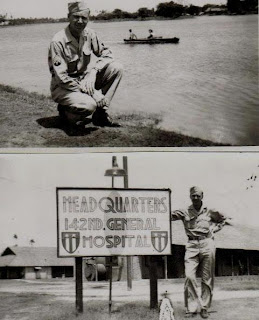 HEADQUARTERS
142ND. GENERAL
HOSPITAL